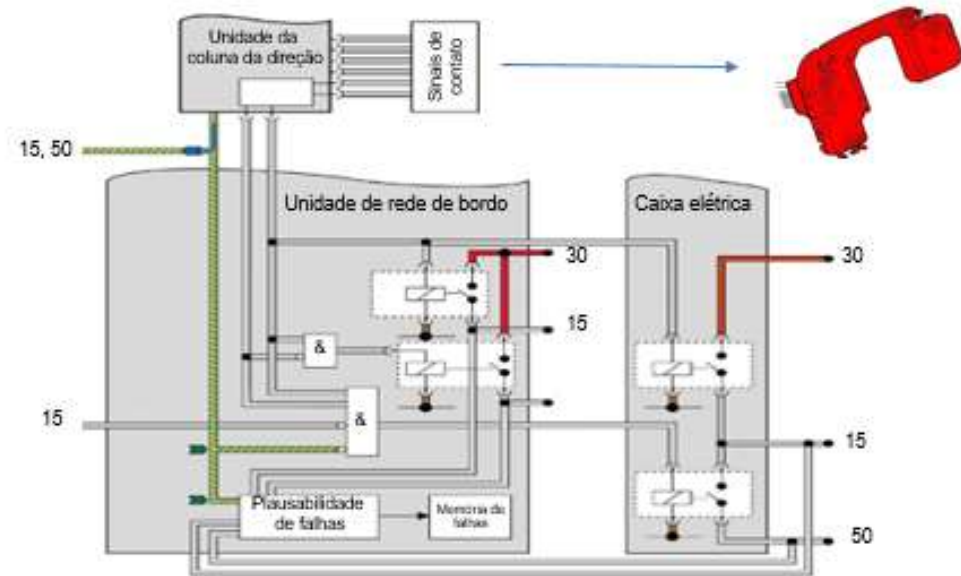 Unidade da
coluna da direção
Sinais de
contato
15, 50
Unidade de rede de bordo
Caixa elétrica
30
30
15
&
15
&
15
Plausabilidade
de falhas
Memória de
falhas
50